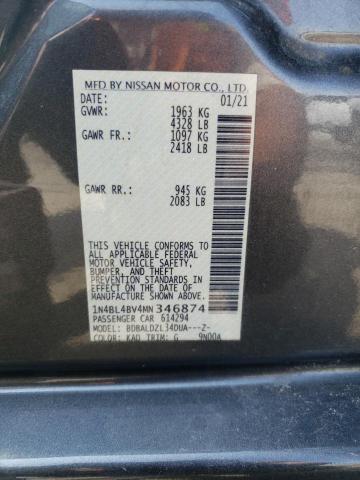 MFD BY NISSAN MOTOR CO., LTD.
DATE: 01/21
GVWR: 1963 KG
4328 LB
GAWR FR.: 1097 KG
2418 LB
GAWR RR.: 945 KG
2083 LB
THIS VEHICLE CONFORMS TO
ALL APPLICABLE FEDERAL
MOTOR VEHICLE SAFETY,
BUMPER, AND THEFT
PREVENTION STANDARDS IN
EFFECT ON THE DATE OF
MANUFACTURE SHOWN ABOVE.
1N4BL4BV4MN346874
PASSENGER CAR 614294
MODEL: BDBALDZL34DUA---Z-
COLOR: KAD TRIM: G 9N00A